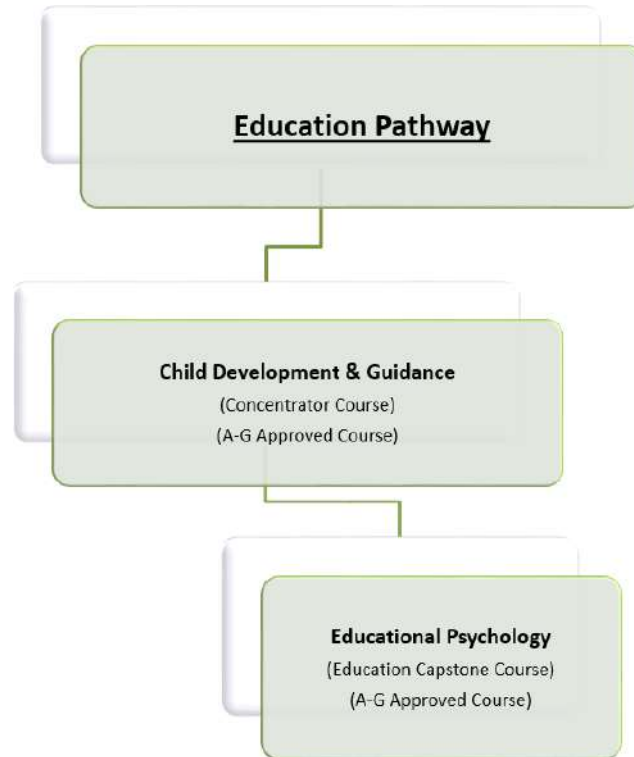 Education Pathway
Child Development & Guidance
(Concentrator Course)
(A-G Approved Course)
Educational Psychology
(Education Capstone Course)
(A-G Approved Course)